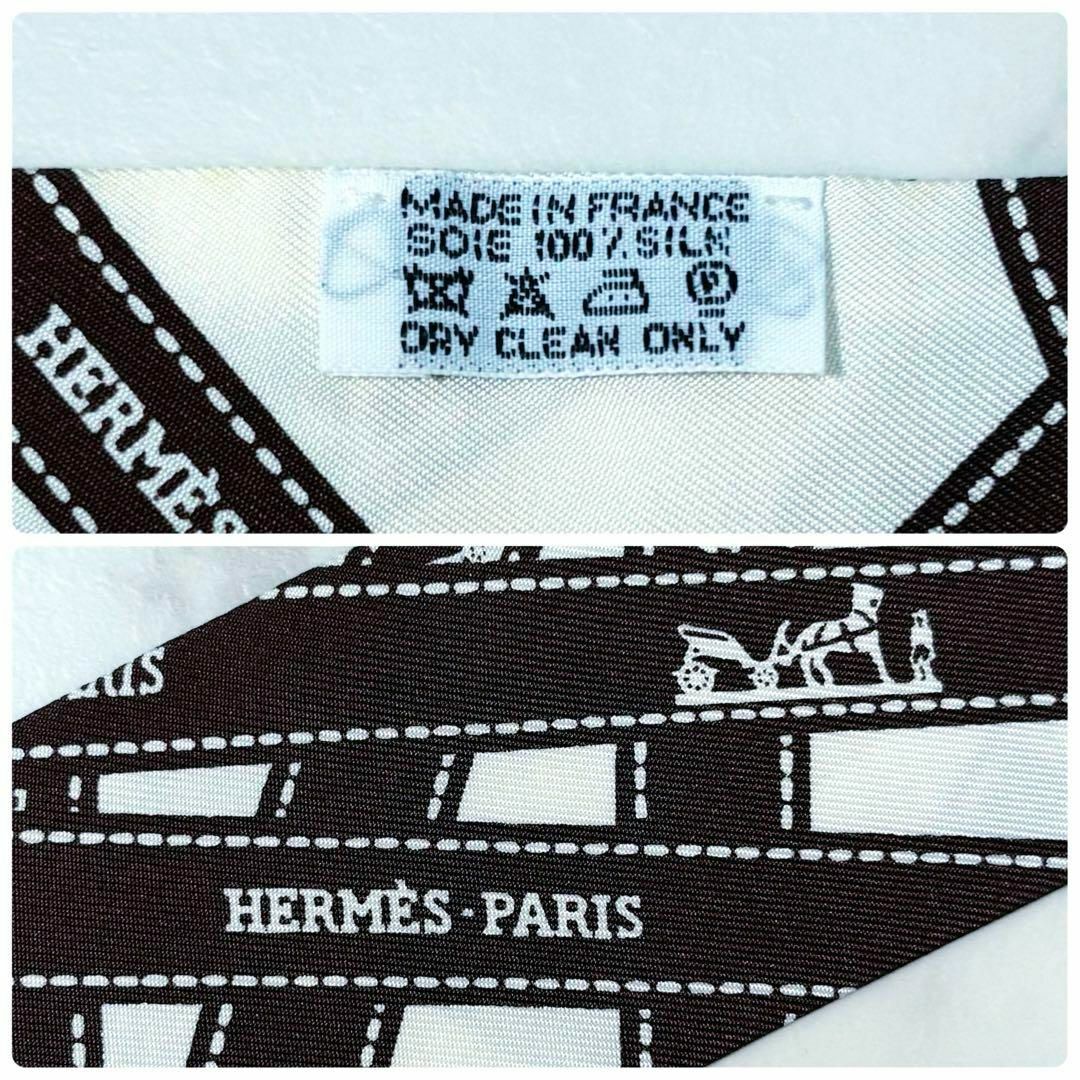 MADE IN FRANCE
SOIE 100% SILK
DRY CLEAN ONLY
HERMÈS
HERMÈS-PARIS